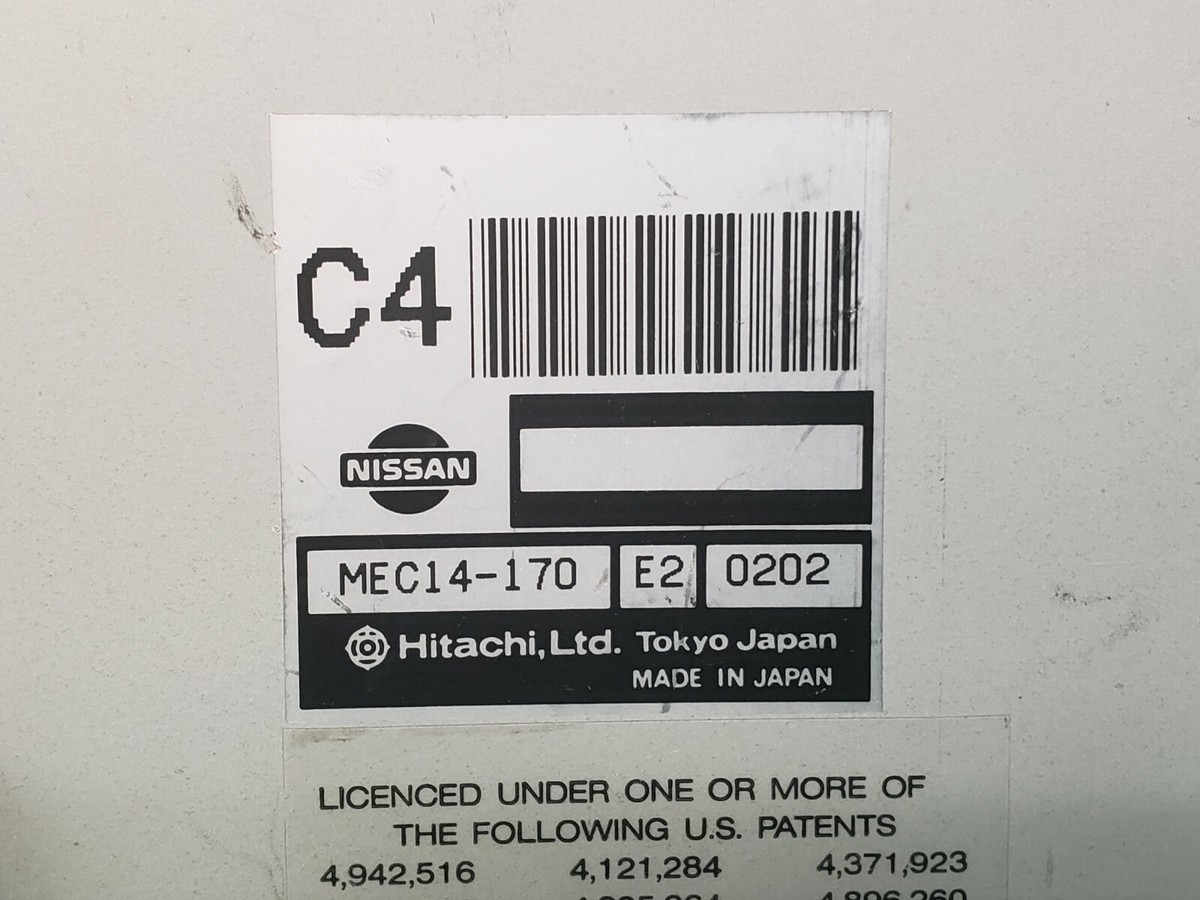 C4
NISSAN
MEC14-170 E2 0202
Hitachi, Ltd. Tokyo Japan
MADE IN JAPAN
LICENCED UNDER ONE OR MORE OF
THE FOLLOWING U.S. PATENTS
4,942,516 4,121,284 4,371,923